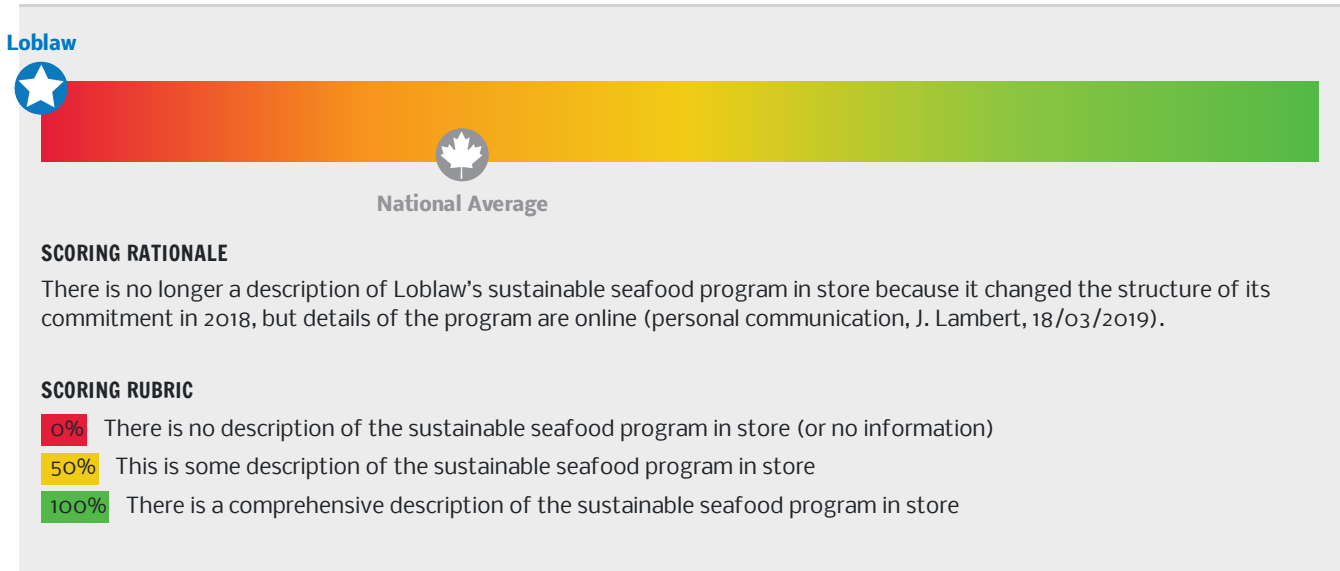 Loblaw
National Average
SCORING RATIONALE
There is no longer a description of Loblaw’s sustainable seafood program in store because it changed the structure of its
commitment in 2018, but details of the program are online (personal communication, J. Lambert, 18/03/2019).
SCORING RUBRIC
0% There is no description of the sustainable seafood program in store (or no information)
50% This is some description of the sustainable seafood program in store
100% There is a comprehensive description of the sustainable seafood program in store